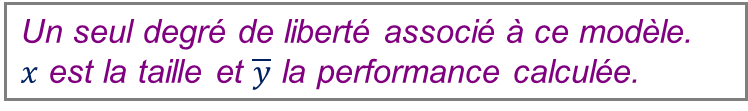 Un seul degré de liberté associé à ce modèle.
x est la taille et y̅ la performance calculée.